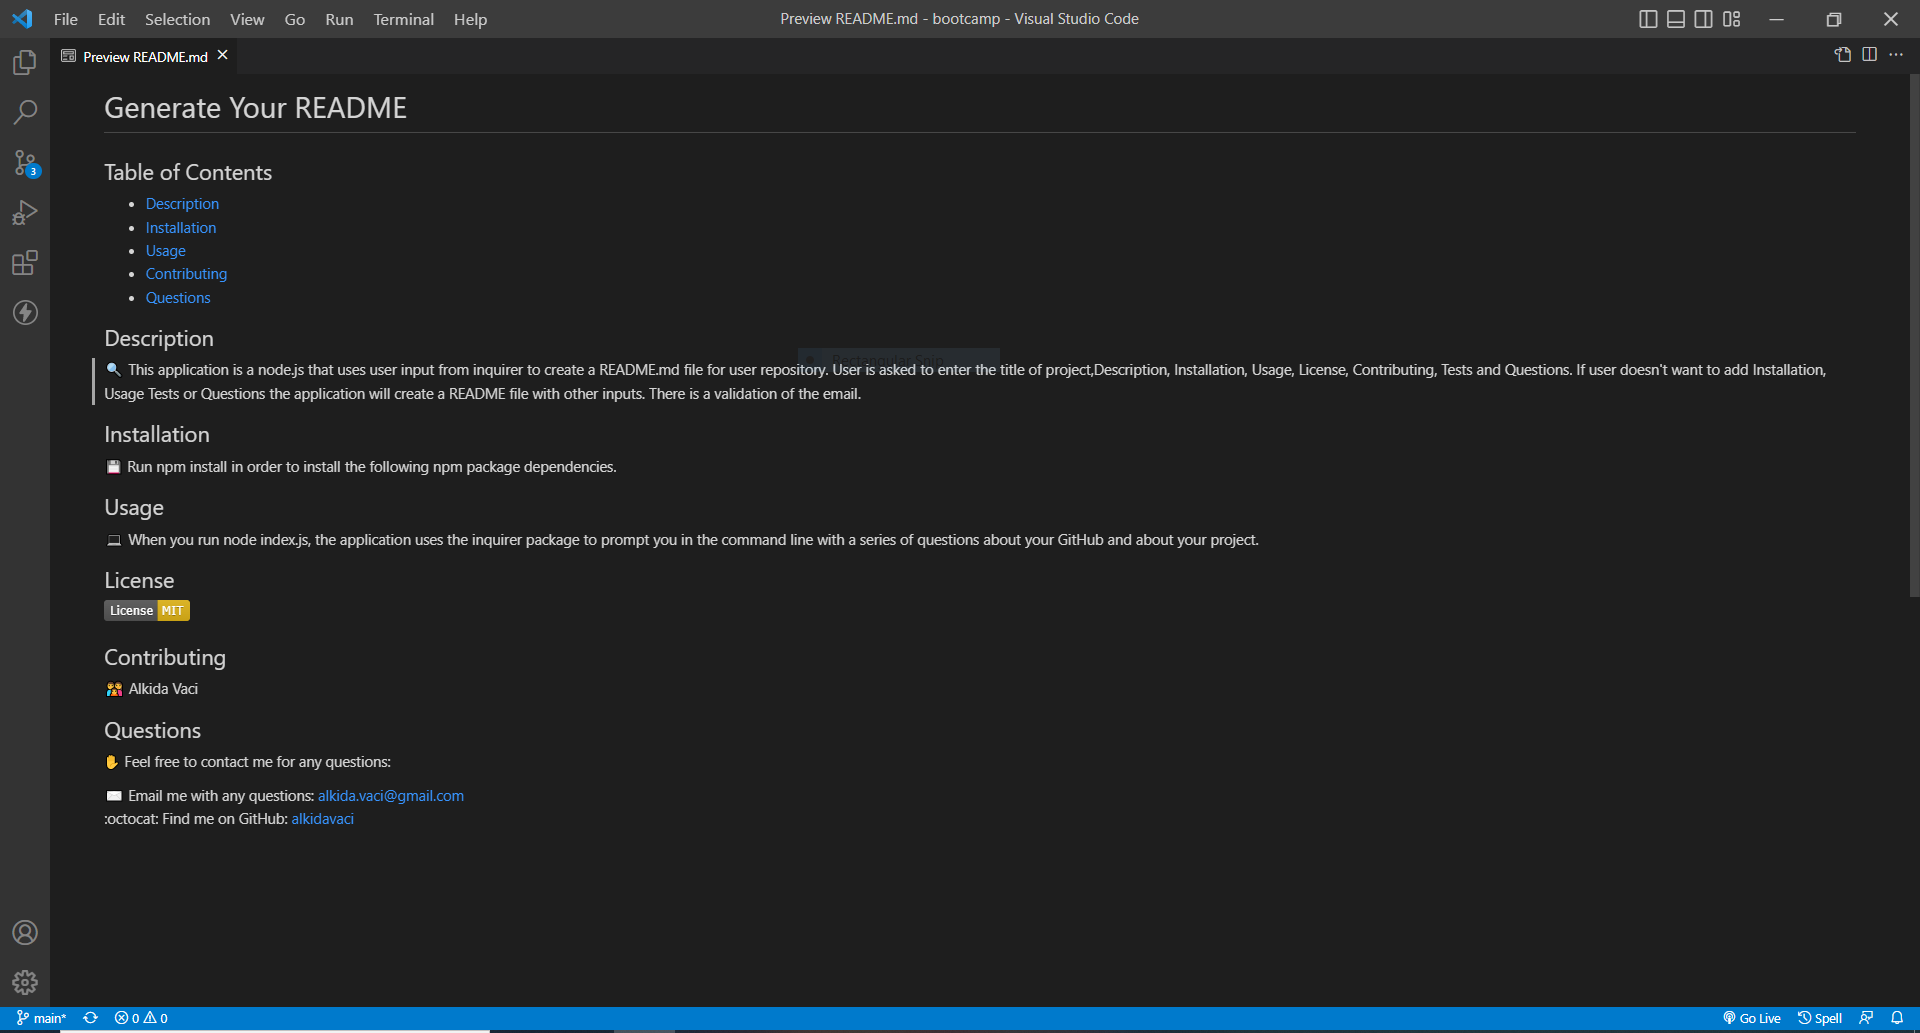 File Edit Selection View Go Run Terminal Help
Preview README.md - bootcamp - Visual Studio Code
Preview README.md
Generate Your README
Table of Contents
Description
Installation
Usage
Contributing
Questions
Description
Rectangular Snip
🔍 This application is a node.js that uses user input from inquirer to create a README.md file for user repository. User is asked to enter the title of project,Description, Installation, Usage, License, Contributing, Tests and Questions. If user doesn't want to add Installation,
Usage Tests or Questions the application will create a README file with other inputs. There is a validation of the email.
Installation
💾 Run npm install in order to install the following npm package dependencies.
Usage
💻 When you run node index.js, the application uses the inquirer package to prompt you in the command line with a series of questions about your GitHub and about your project.
License
License MIT
Contributing
Alkida Vaci
Questions
✋ Feel free to contact me for any questions:
✉️ Email me with any questions: alkida.vaci@gmail.com
:octocat: Find me on GitHub: alkidavaci
3
main* 0 0
Go Live Spell